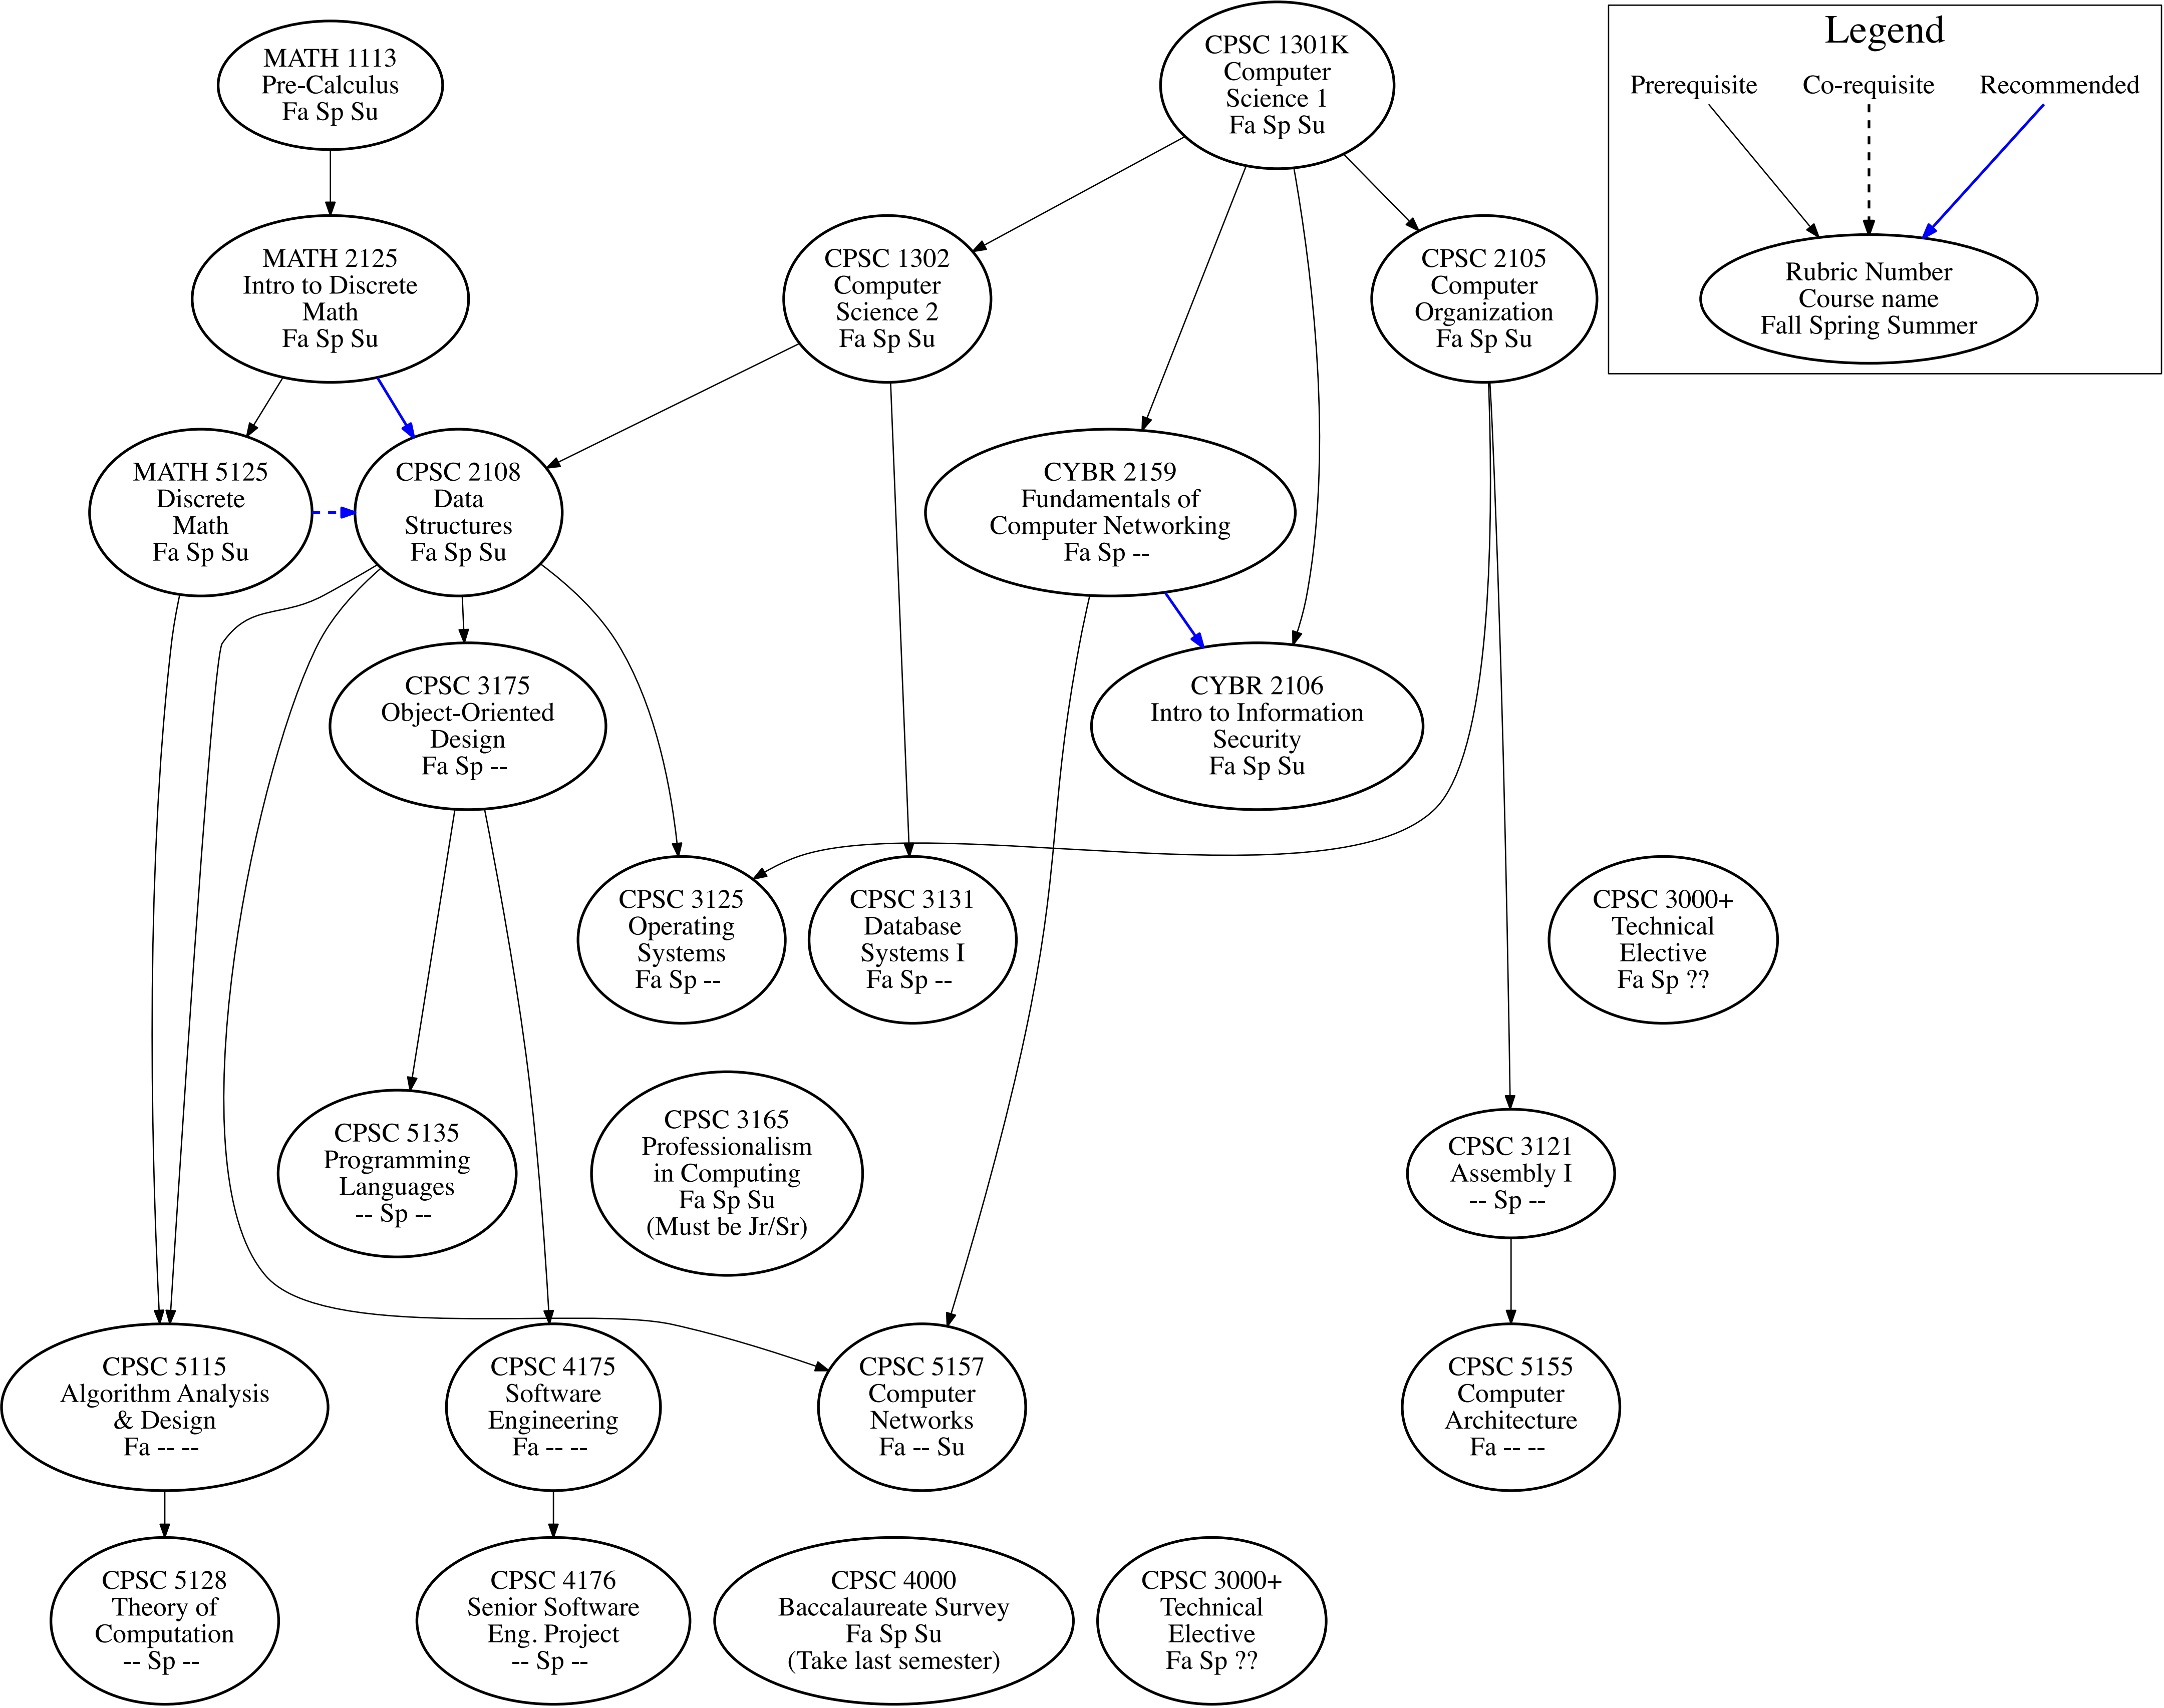 MATH 1113
Pre-Calculus
Fa Sp Su
CPSC 1301K
Computer
Science 1
Fa Sp Su
Legend
Prerequisite
Co-requisite
Recommended
Rubric Number
Course name
Fall Spring Summer
MATH 2125
Intro to Discrete
Math
Fa Sp Su
CPSC 1302
Computer
Science 2
Fa Sp Su
CPSC 2105
Computer
Organization
Fa Sp Su
MATH 5125
Discrete
Math
Fa Sp Su
CPSC 2108
Data
Structures
Fa Sp Su
CYBR 2159
Fundamentals of
Computer Networking
Fa Sp --
CPSC 3175
Object-Oriented
Design
Fa Sp --
CYBR 2106
Intro to Information
Security
Fa Sp Su
CPSC 3125
Operating
Systems
Fa Sp --
CPSC 3131
Database
Systems I
Fa Sp --
CPSC 3000+
Technical
Elective
Fa Sp ??
CPSC 5135
Programming
Languages
-- Sp --
CPSC 3165
Professionalism
in Computing
Fa Sp Su
(Must be Jr/Sr)
CPSC 3121
Assembly I
-- Sp --
CPSC 5115
Algorithm Analysis
& Design
Fa -- --
CPSC 4175
Software
Engineering
Fa -- --
CPSC 5157
Computer
Networks
Fa -- Su
CPSC 5155
Computer
Architecture
Fa -- --
CPSC 5128
Theory of
Computation
-- Sp --
CPSC 4176
Senior Software
Eng. Project
-- Sp --
CPSC 4000
Baccalaureate Survey
Fa Sp Su
(Take last semester)
CPSC 3000+
Technical
Elective
Fa Sp ??